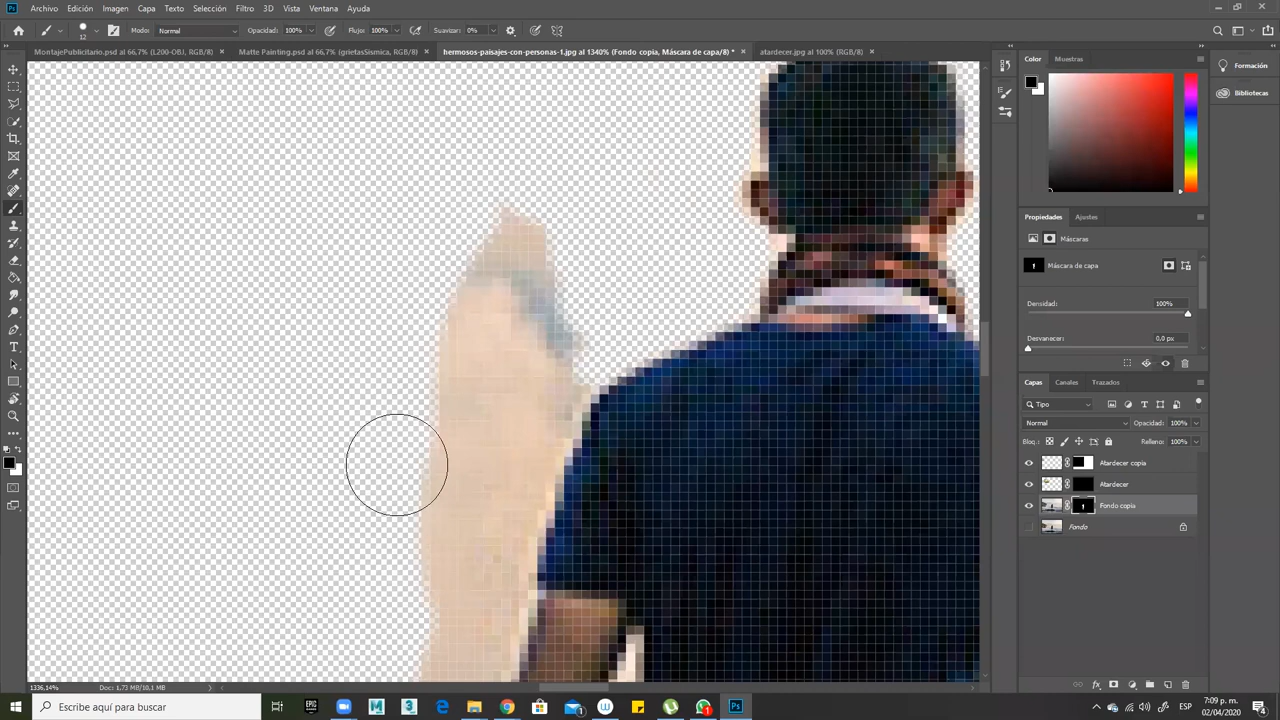 Archivo Edición Imagen Capa Texto Selección Filtro 3D Vista Ventana Ayuda
12 Modo: Normal Opacidad: 100% Flujo: 100% Suavizar: 0%
MontajePublicitario.psd al 66,7% (L200-OBJ, RGB/8) × Matte Painting.psd al 66,7% (grietasSismica, RGB/8) × hermosos-paisajes-con-personas-1.jpg al 1340% (Fondo copia, Máscara de capa/8) * × atardecer.jpg al 100% (RGB/8) ×
Color Muestras
Formación
Bibliotecas
Propiedades Ajustes
Máscaras
Máscara de capa
Densidad: 100%
Desvanecer: 0,0 px
Capas Canales Trazados
Tipo
Normal Opacidad: 100%
Bloq.: Relleno: 100%
Atardecer copia
Atardecer
Fondo copia
Fondo
1336,14% Doc: 1,73 MB/10,1 MB
Escribe aquí para buscar
ESP
7:09 p. m.
02/04/2020